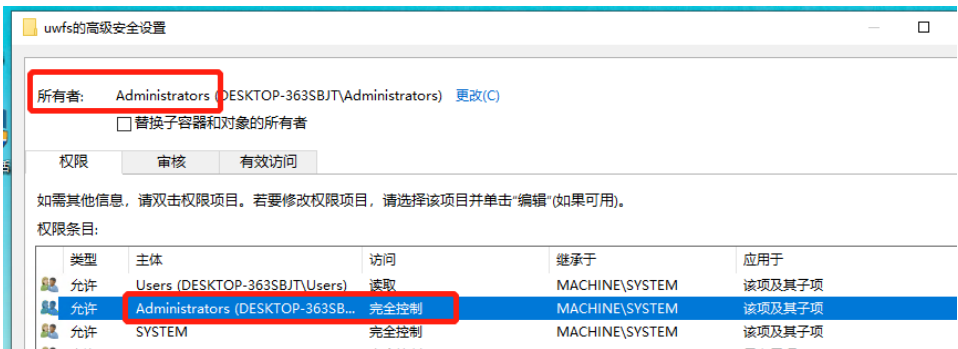 uwfs的高级安全设置
所有者: Administrators (DESKTOP-363SBJT\Administrators) 更改(C)
替换子容器和对象的所有者
权限 审核 有效访问
如需其他信息，请双击权限项目。若要修改权限项目，请选择该项目并单击“编辑”(如果可用)。
权限条目:
类型 主体 访问 继承于 应用于
允许 Users (DESKTOP-363SBJT\Users) 读取 MACHINE\SYSTEM 该项及其子项
允许 Administrators (DESKTOP-363SB... 完全控制 MACHINE\SYSTEM 该项及其子项
允许 SYSTEM 完全控制 MACHINE\SYSTEM 该项及其子项